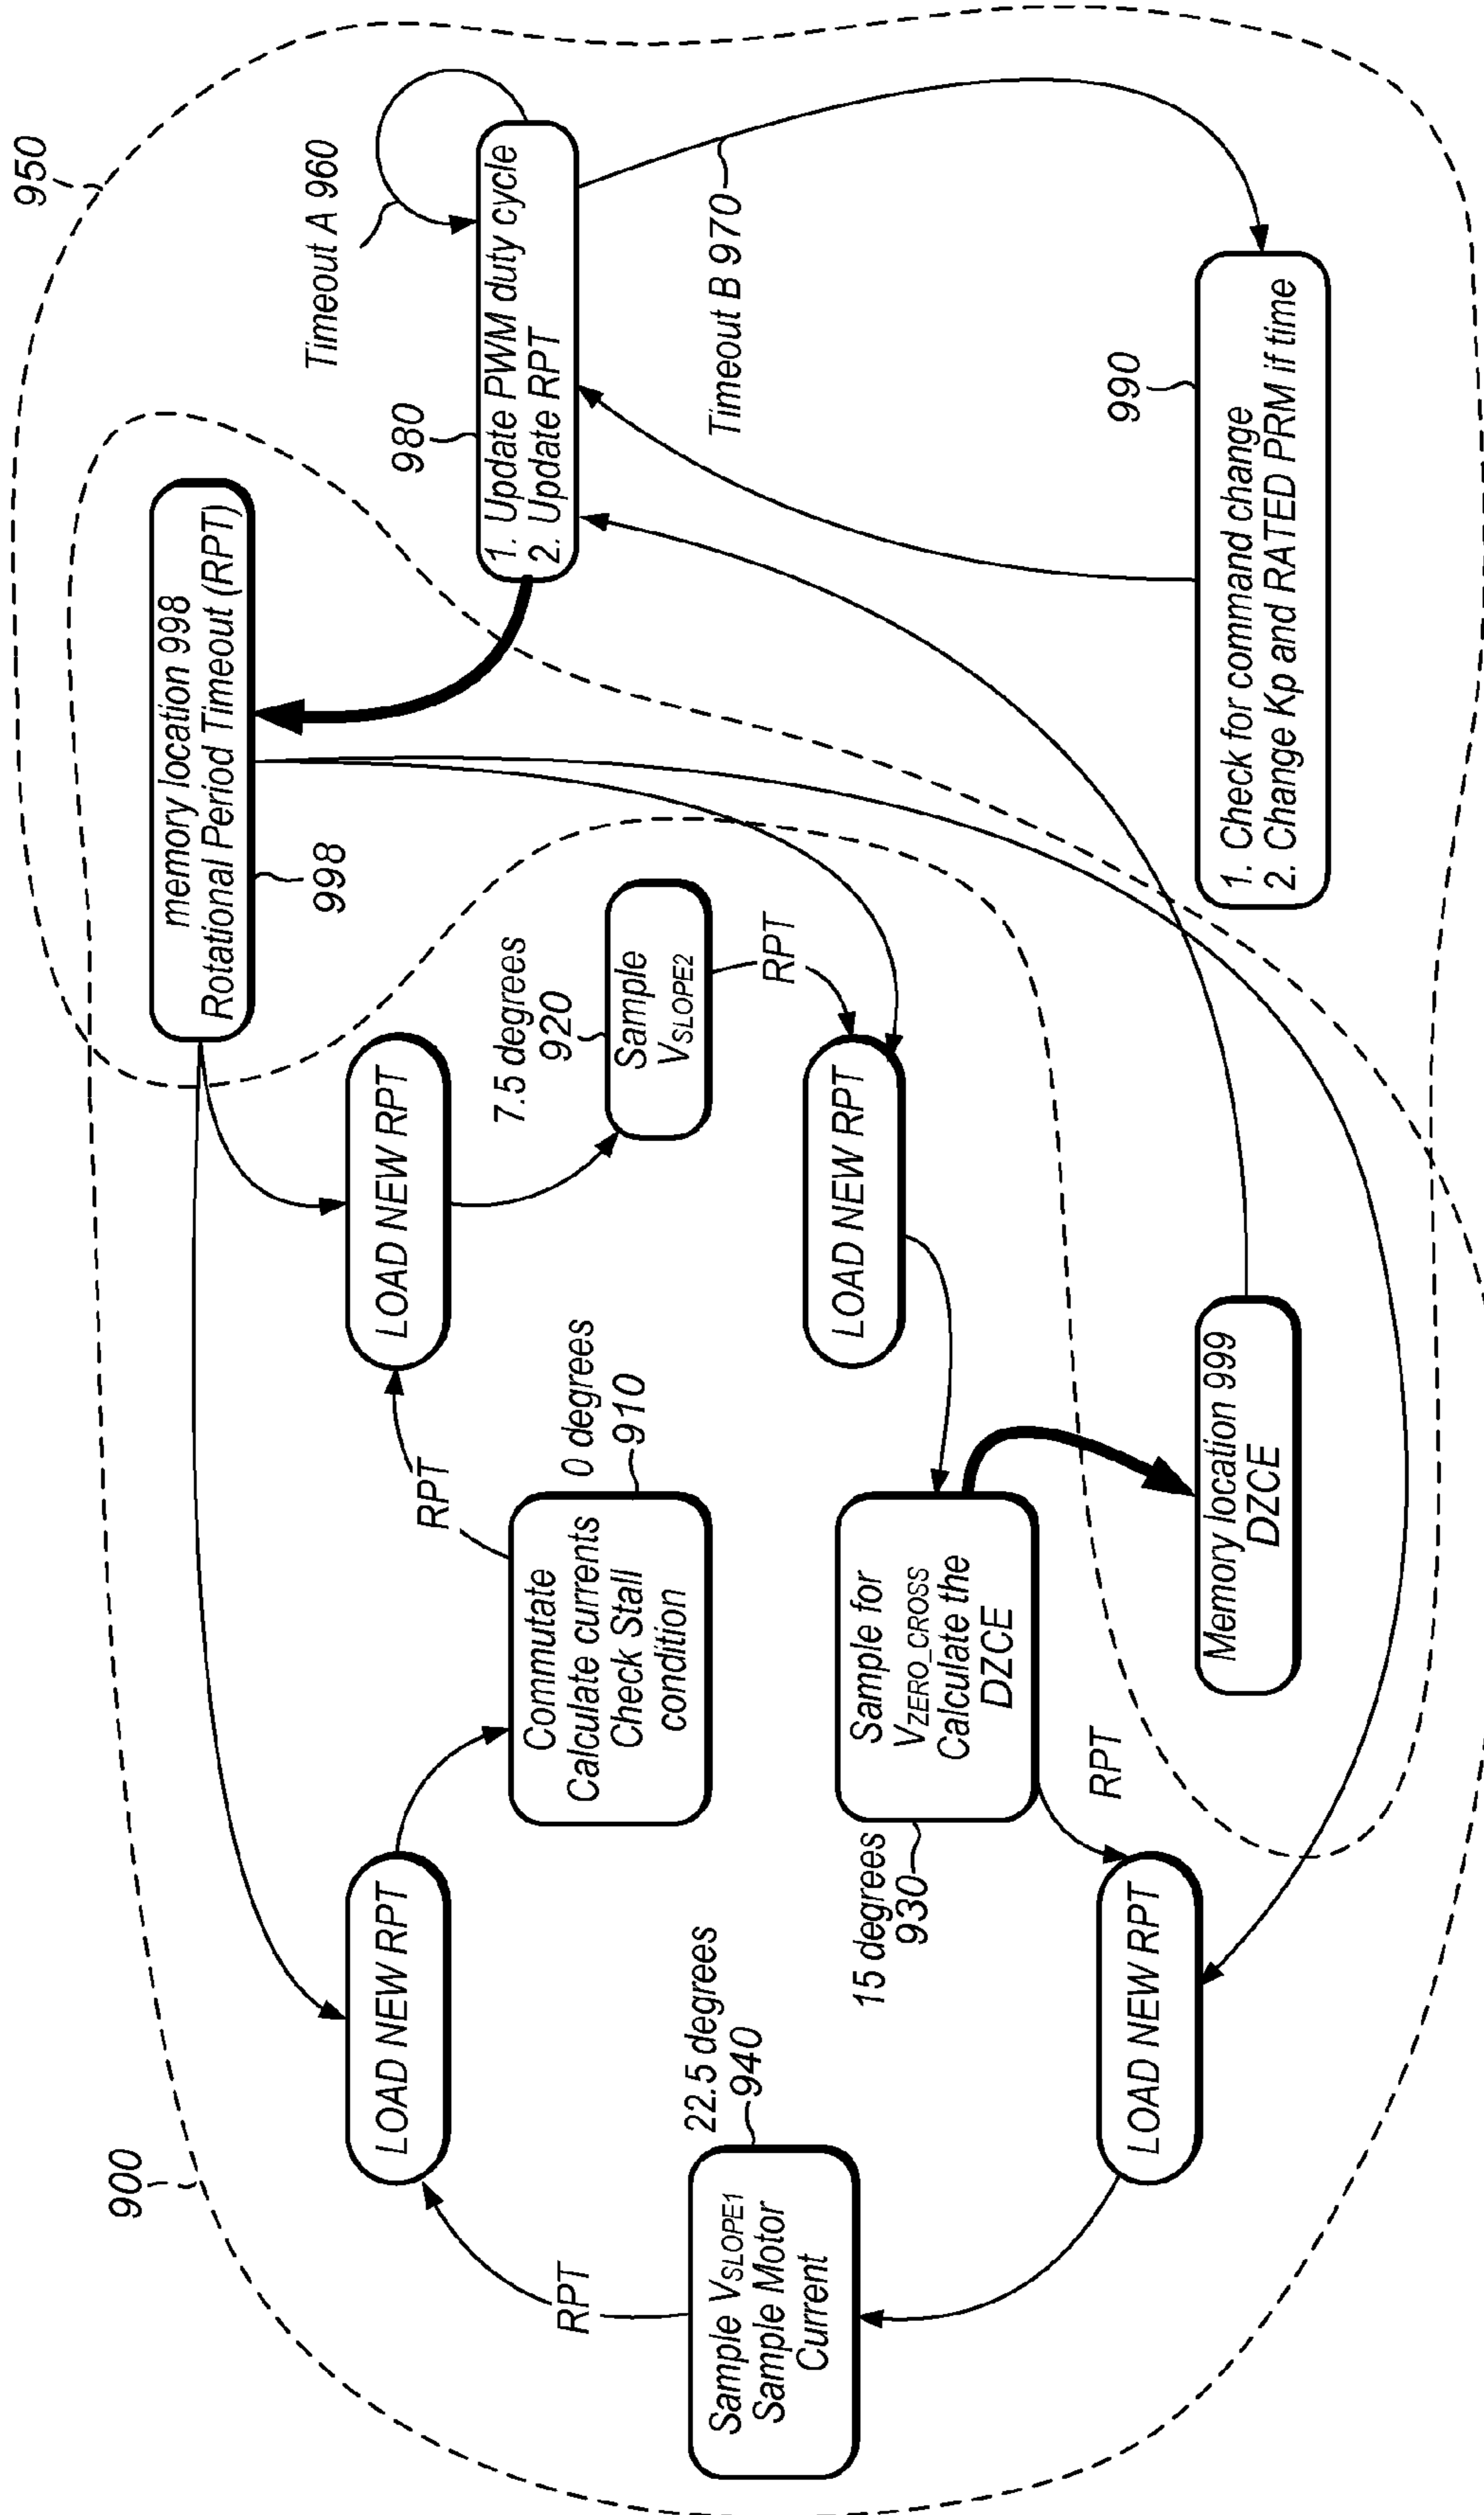 900
950
memory location 998
Rotational Period Timeout (RPT)
998
Timeout A 960
980
1. Update PWM duty cycle
2. Update RPT
Timeout B 970
990
1. Check for command change
2. Change Kp and RATED PRM if time
LOAD NEW RPT
RPT
Commutate
Calculate currents
Check Stall
condition
0 degrees
910
RPT
LOAD NEW RPT
7.5 degrees
920
Sample
VSLOPE2
RPT
LOAD NEW RPT
Sample for
VZERO_CROSS
Calculate the
DZCE
15 degrees
930
RPT
Memory location 999
DZCE
LOAD NEW RPT
22.5 degrees
940
Sample VSLOPE1
Sample Motor
Current